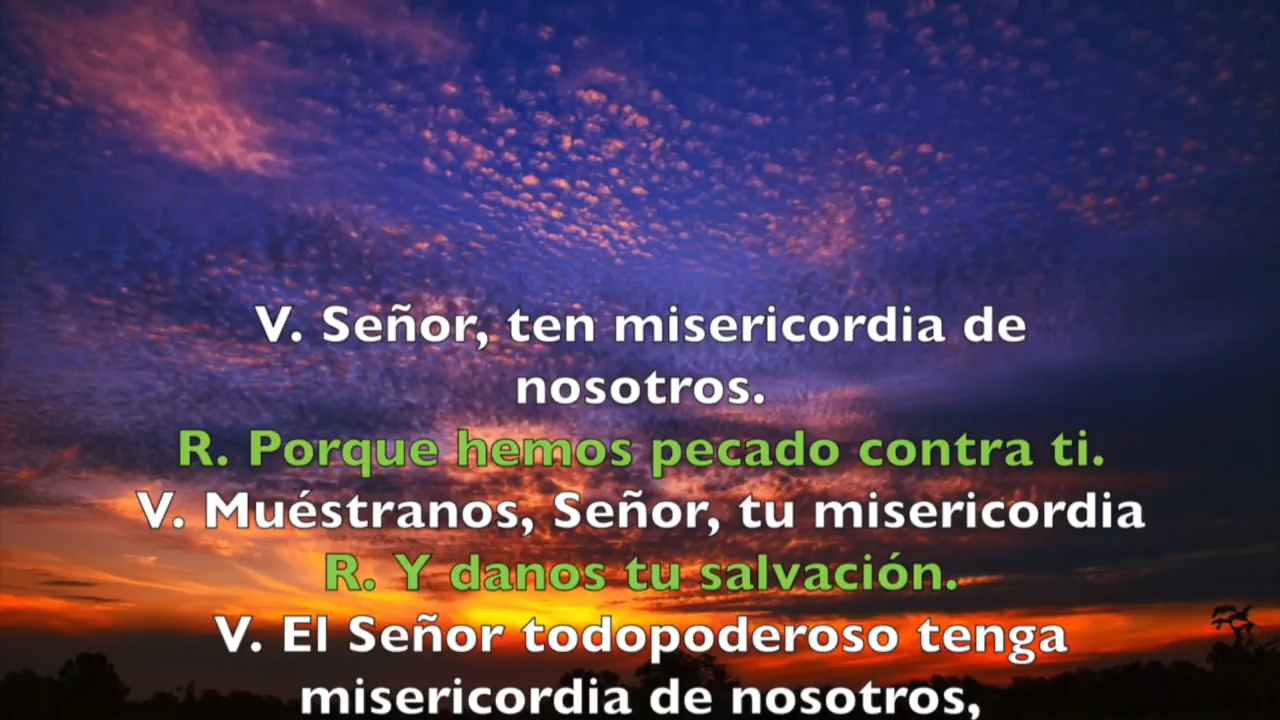 V. Señor, ten misericordia de
nosotros.
R. Porque hemos pecado contra ti.
V. Muéstranos, Señor, tu misericordia
R. Y danos tu salvación.
V. El Señor todopoderoso tenga
misericordia de nosotros,